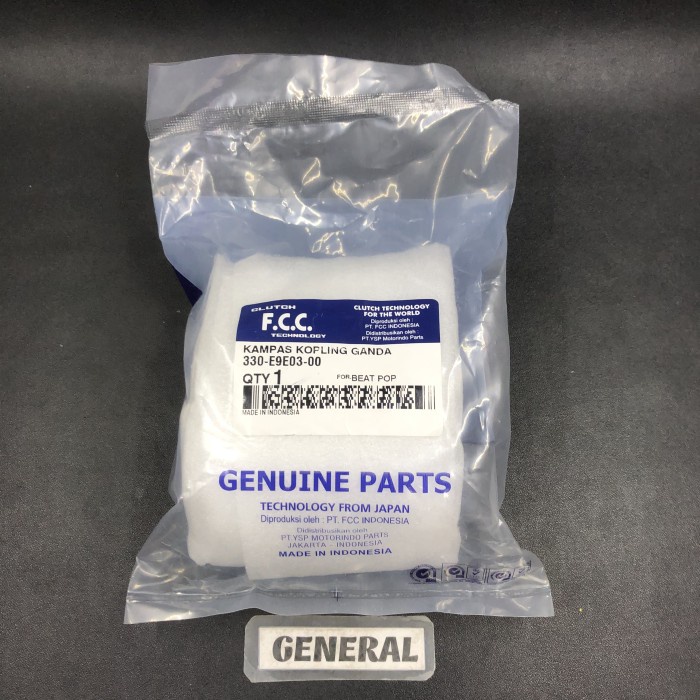 CLUTCH
F.C.C.
TECHNOLOGY
CLUTCH TECHNOLOGY
FOR THE WORLD
Diproduksi oleh :
PT. FCC INDONESIA
Didistribusikan oleh :
PT.YSP Motorindo Parts
KAMPAS KOPLING GANDA
330-E9E03-00
QTY 1
FOR BEAT POP
MADE IN INDONESIA
GENUINE PARTS
TECHNOLOGY FROM JAPAN
Diproduksi oleh : PT. FCC INDONESIA
Didistribusikan oleh
PT.YSP MOTORINDO PARTS
JAKARTA - INDONESIA
MADE IN INDONESIA
GENERAL